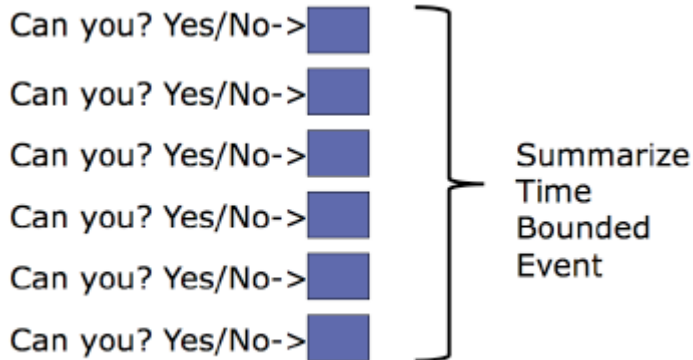 Can you? Yes/No->
Can you? Yes/No->
Can you? Yes/No->
Can you? Yes/No->
Can you? Yes/No->
Can you? Yes/No->
Summarize
Time
Bounded
Event